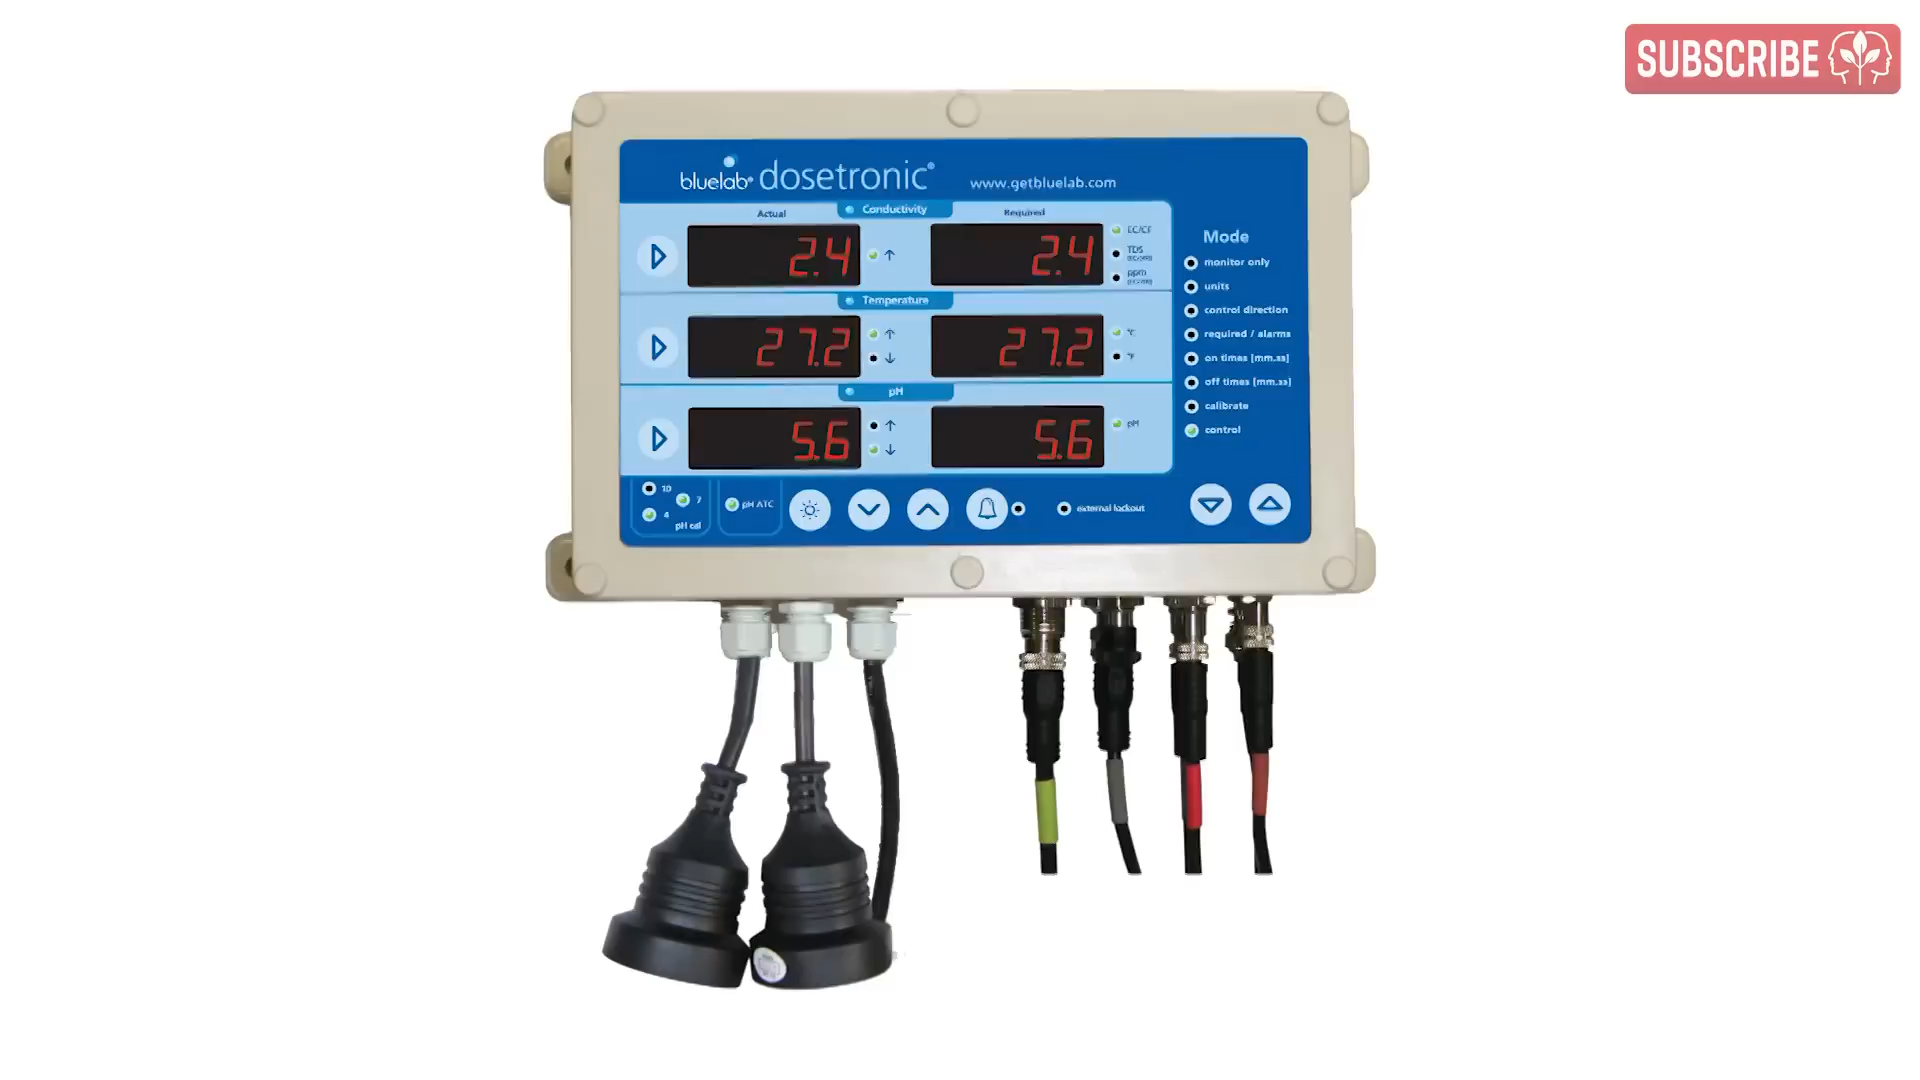 SUBSCRIBE
bluelab® dosetronic®
www.getbluelab.com
Actual
Conductivity
Required
2.4
2.4
EC/CF
TDS
ppm
Temperature
27.2
27.2
°C
°F
pH
5.6
5.6
pH
Mode
monitor only
units
control direction
required / alarms
on times [mm.ss]
off times [mm.ss]
calibrate
control
10
7
4
pH cal
pH ATC
external lockout